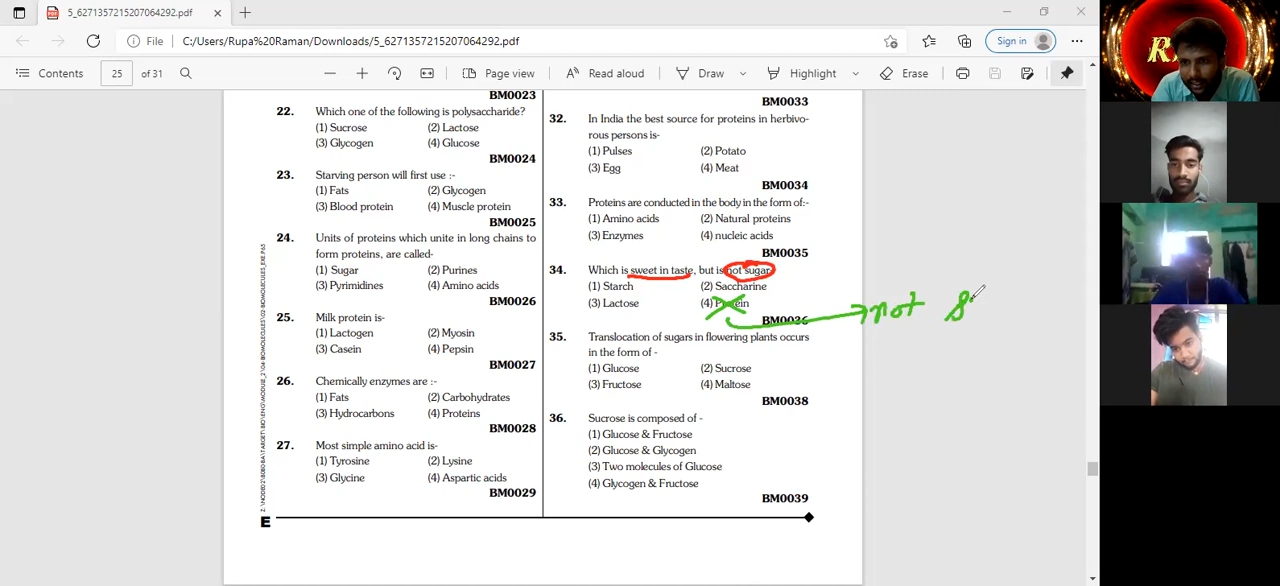 5_6271357215207064292.pdf
File C:/Users/Rupa%20Raman/Downloads/5_6271357215207064292.pdf
Sign in
Contents 25 of 31 Page view Read aloud Draw Highlight Erase
BM0023
22. Which one of the following is polysaccharide?
(1) Sucrose (2) Lactose
(3) Glycogen (4) Glucose
BM0024
23. Starving person will first use :-
(1) Fats (2) Glycogen
(3) Blood protein (4) Muscle protein
BM0025
24. Units of proteins which unite in long chains to
form proteins, are called-
(1) Sugar (2) Purines
(3) Pyrimidines (4) Amino acids
BM0026
25. Milk protein is-
(1) Lactogen (2) Myosin
(3) Casein (4) Pepsin
BM0027
26. Chemically enzymes are :-
(1) Fats (2) Carbohydrates
(3) Hydrocarbons (4) Proteins
BM0028
27. Most simple amino acid is-
(1) Tyrosine (2) Lysine
(3) Glycine (4) Aspartic acids
BM0029
E
BM0033
32. In India the best source for proteins in herbivo-
rous persons is-
(1) Pulses (2) Potato
(3) Egg (4) Meat
BM0034
33. Proteins are conducted in the body in the form of:-
(1) Amino acids (2) Natural proteins
(3) Enzymes (4) nucleic acids
BM0035
34. Which is sweet in taste, but is not sugar-
(1) Starch (2) Saccharine
(3) Lactose (4) Protein
BM0036
not s
35. Translocation of sugars in flowering plants occurs
in the form of -
(1) Glucose (2) Sucrose
(3) Fructose (4) Maltose
BM0038
36. Sucrose is composed of -
(1) Glucose & Fructose
(2) Glucose & Glycogen
(3) Two molecules of Glucose
(4) Glycogen & Fructose
BM0039